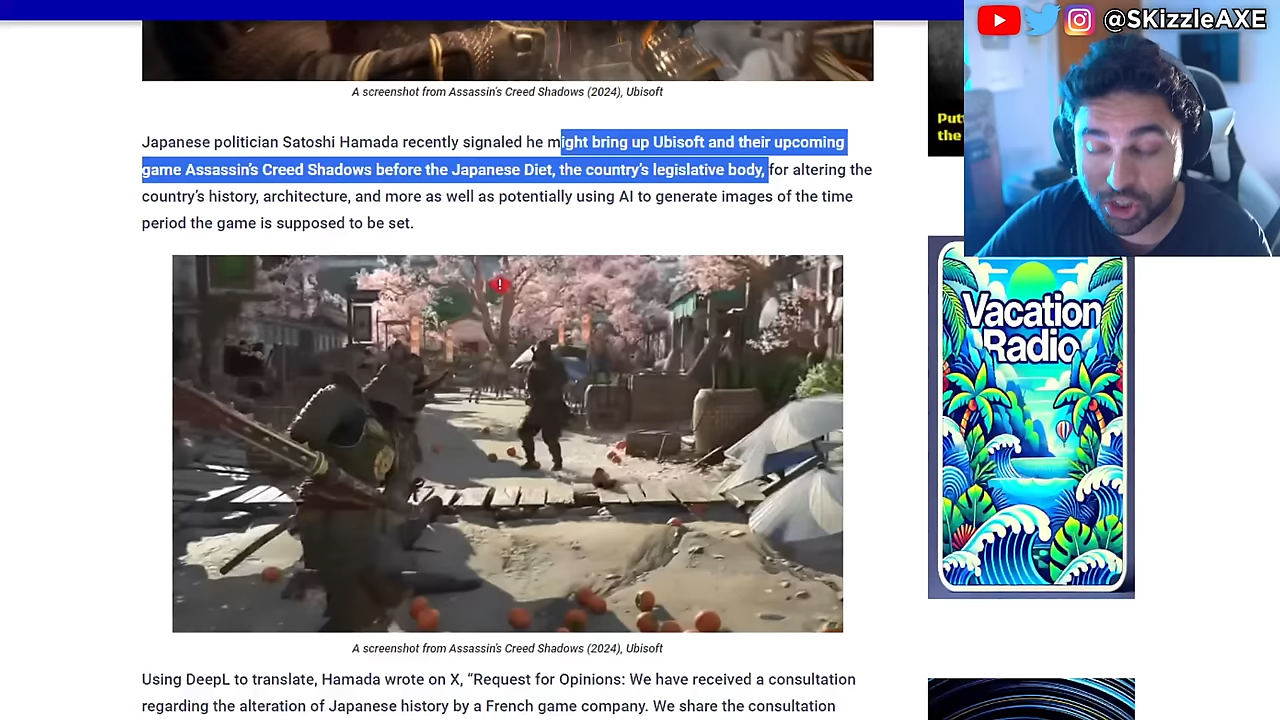 @SKizzleAXE
A screenshot from Assassin's Creed Shadows (2024), Ubisoft
Putt
the
Japanese politician Satoshi Hamada recently signaled he might bring up Ubisoft and their upcoming
game Assassin's Creed Shadows before the Japanese Diet, the country's legislative body, for altering the
country's history, architecture, and more as well as potentially using AI to generate images of the time
period the game is supposed to be set.
!
Vacation
Radio
A screenshot from Assassin's Creed Shadows (2024), Ubisoft
Using DeepL to translate, Hamada wrote on X, “Request for Opinions: We have received a consultation
regarding the alteration of Japanese history by a French game company. We share the consultation